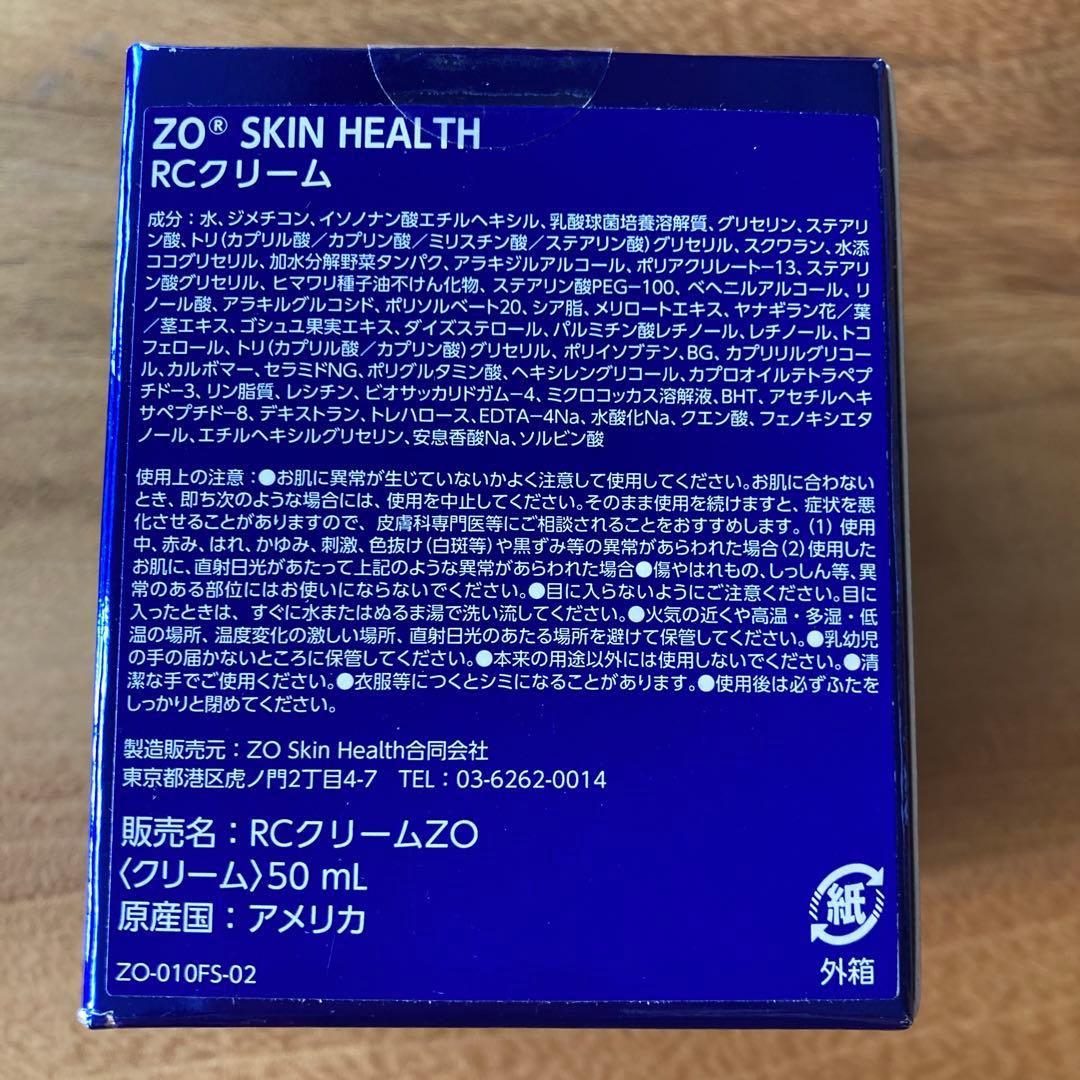 ZO® SKIN HEALTH
RCクリーム
成分：水、ジメチコン、イソノナン酸エチルヘキシル、乳酸球菌培養溶解質、グリセリン、ステアリ
ン酸、トリ(カプリル酸／カプリン酸／ミリスチン酸／ステアリン酸)グリセリル、スクワラン、水添
ココグリセリル、加水分解野菜タンパク、アラキジルアルコール、ポリアクリレート−13、ステアリ
ン酸グリセリル、ヒマワリ種子油不けん化物、ステアリン酸PEG−100、ベヘニルアルコール、リ
ノール酸、アラキルグルコシド、ポリソルベート20、シア脂、メリロートエキス、ヤナギラン花／葉
／茎エキス、ゴシュユ果実エキス、ダイズステロール、パルミチン酸レチノール、レチノール、トコ
フェロール、トリ(カプリル酸／カプリン酸)グリセリル、ポリイソブテン、BG、カプリリルグリコー
ル、カルボマー、セラミドNG、ポリグルタミン酸、ヘキシレングリコール、カプロオイルテトラペプ
チド−3、リン脂質、レシチン、ビオサッカリドガム−4、ミクロコッカス溶解液、BHT、アセチルヘキ
サペプチド−8、デキストラン、トレハロース、EDTA−4Na、水酸化Na、クエン酸、フェノキシエタ
ノール、エチルヘキシルグリセリン、安息香酸Na、ソルビン酸
使用上の注意：●お肌に異常が生じていないかよく注意して使用してください。お肌に合わない
とき、即ち次のような場合には、使用を中止してください。そのまま使用を続けますと、症状を悪
化させることがありますので、皮膚科専門医等にご相談されることをおすすめします。(1) 使用
中、赤み、はれ、かゆみ、刺激、色抜け(白斑等)や黒ずみ等の異常があらわれた場合(2)使用した
お肌に、直射日光があたって上記のような異常があらわれた場合●傷やはれもの、しっしん等、異
常のある部位にはお使いにならないでください。●目に入らないようにご注意ください。目に
入ったときは、すぐに水またはぬるま湯で洗い流してください。●火気の近くや高温・多湿・低
温の場所、温度変化の激しい場所、直射日光のあたる場所を避けて保管してください。●乳幼児
の手の届かないところに保管してください。●本来の用途以外には使用しないでください。●清
潔な手でご使用ください。●衣服等につくとシミになることがあります。●使用後は必ずふたを
しっかりと閉めてください。
製造販売元：ZO Skin Health合同会社
東京都港区虎ノ門2丁目4-7 TEL：03-6262-0014
販売名：RCクリームZO
〈クリーム〉50 mL
原産国：アメリカ
紙
ZO-010FS-02
外箱